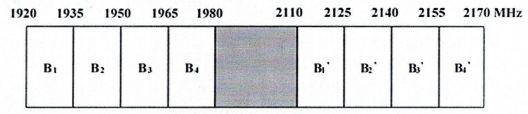 1920 1935 1950 1965 1980 2110 2125 2140 2155 2170 MHz
B₁ B₂ B₃ B₄ B₁' B₂' B₃' B₄'